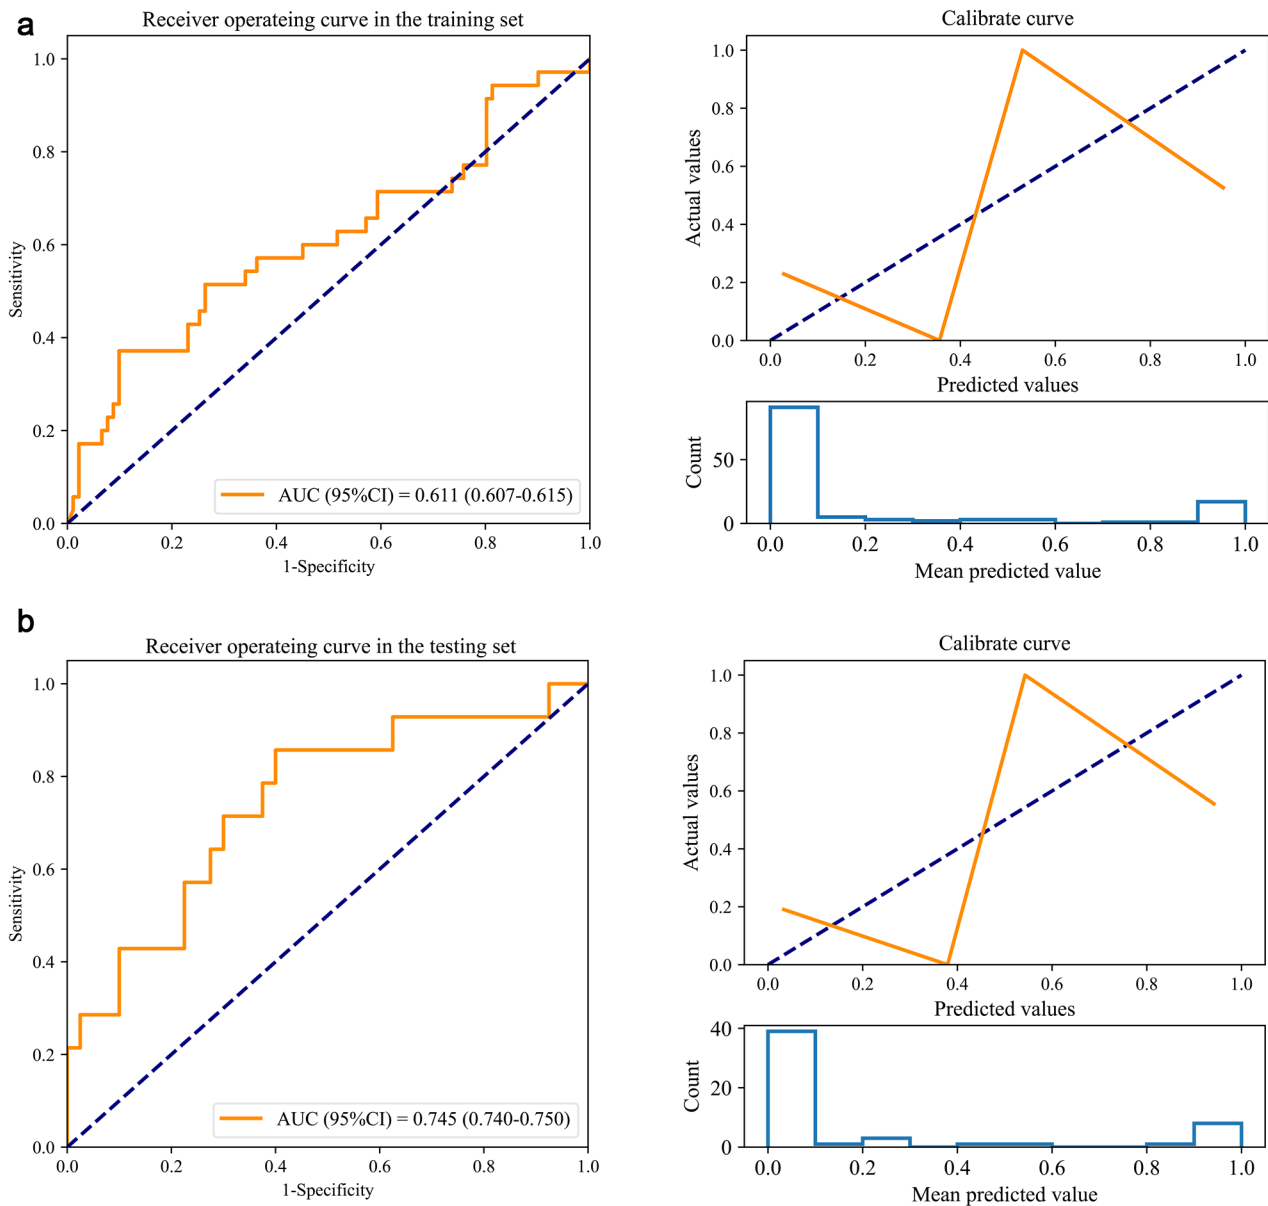 a
Receiver operateing curve in the training set
1.0
0.8
0.6
0.4
0.2
0.0
Sensitivity
0.0 0.2 0.4 0.6 0.8 1.0
1-Specificity
AUC (95%CI) = 0.611 (0.607-0.615)
Calibrate curve
1.0
0.8
0.6
0.4
0.2
0.0
Actual values
0.0 0.2 0.4 0.6 0.8 1.0
Predicted values
50
0
Count
0.0 0.2 0.4 0.6 0.8 1.0
Mean predicted value
b
Receiver operateing curve in the testing set
1.0
0.8
0.6
0.4
0.2
0.0
Sensitivity
0.0 0.2 0.4 0.6 0.8 1.0
1-Specificity
AUC (95%CI) = 0.745 (0.740-0.750)
Calibrate curve
1.0
0.8
0.6
0.4
0.2
0.0
Actual values
0.0 0.2 0.4 0.6 0.8 1.0
Predicted values
40
20
0
Count
0.0 0.2 0.4 0.6 0.8 1.0
Mean predicted value